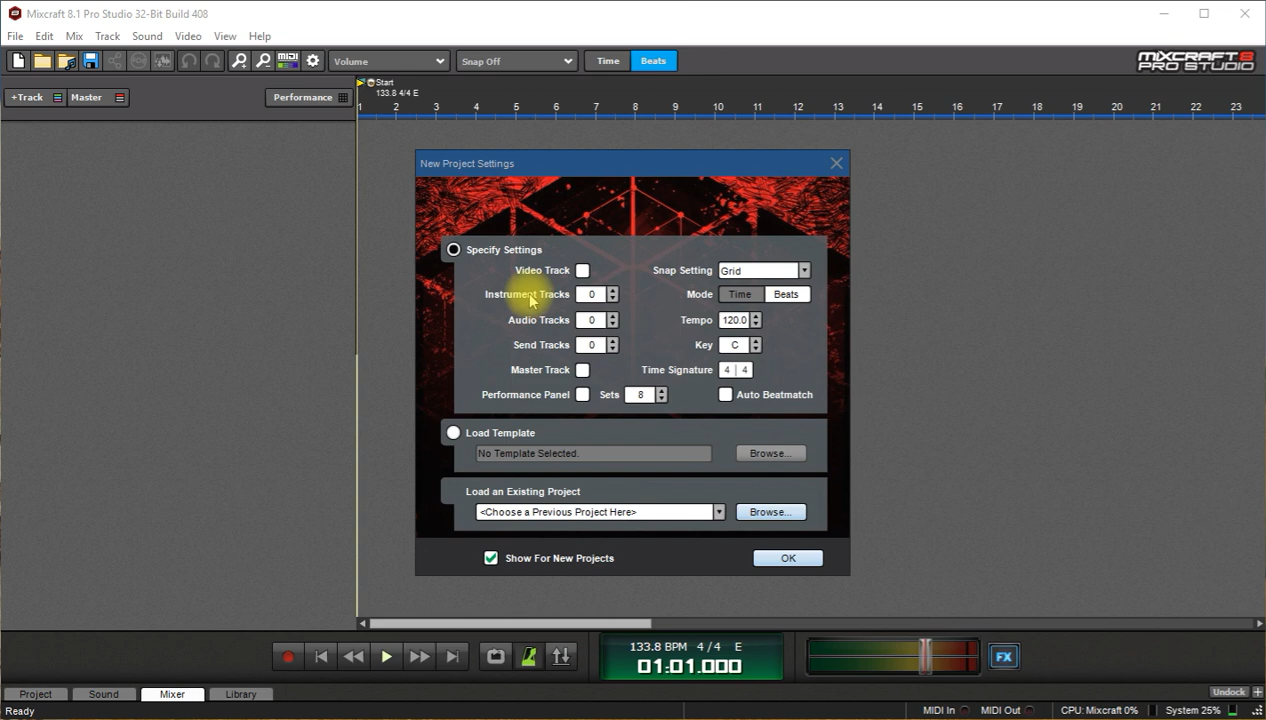 Mixcraft 8.1 Pro Studio 32-Bit Build 408
File Edit Mix Track Sound Video View Help
MIDI Volume Snap Off Time Beats MIXCRAFT 8 PRO STUDIO
Start
133.8 4/4 E
+Track Master Performance
1 2 3 4 5 6 7 8 9 10 11 12 13 14 15 16 17 18 19 20 21 22 23
New Project Settings
Specify Settings
Video Track Snap Setting Grid
Instrument Tracks 0 Mode Time Beats
Audio Tracks 0 Tempo 120.0
Send Tracks 0 Key C
Master Track Time Signature 4 | 4
Performance Panel Sets 8 Auto Beatmatch
Load Template
No Template Selected. Browse...
Load an Existing Project
<Choose a Previous Project Here> Browse...
Show For New Projects OK
133.8 BPM 4/4 E
01:01.000
FX
Project Sound Mixer Library Undock
Ready MIDI In MIDI Out CPU: Mixcraft 0% System 25%